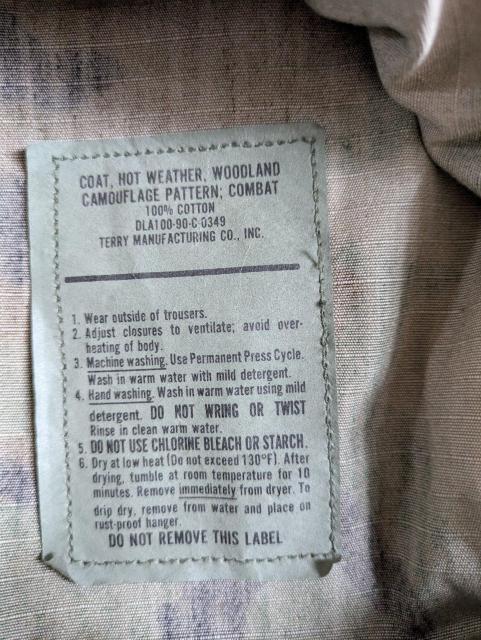 COAT, HOT WEATHER, WOODLAND
CAMOUFLAGE PATTERN; COMBAT
100% COTTON
DLA100-90-C-0349
TERRY MANUFACTURING CO., INC.
1. Wear outside of trousers.
2. Adjust closures to ventilate; avoid over-
heating of body.
3. Machine washing. Use Permanent Press Cycle.
Wash in warm water with mild detergent.
4. Hand washing. Wash in warm water using mild
detergent. DO NOT WRING OR TWIST
Rinse in clean warm water.
5. DO NOT USE CHLORINE BLEACH OR STARCH.
6. Dry at low heat (Do not exceed 130°F). After
drying, tumble at room temperature for 10
minutes. Remove immediately from dryer. To
drip dry, remove from water and place on
rust-proof hanger.
DO NOT REMOVE THIS LABEL